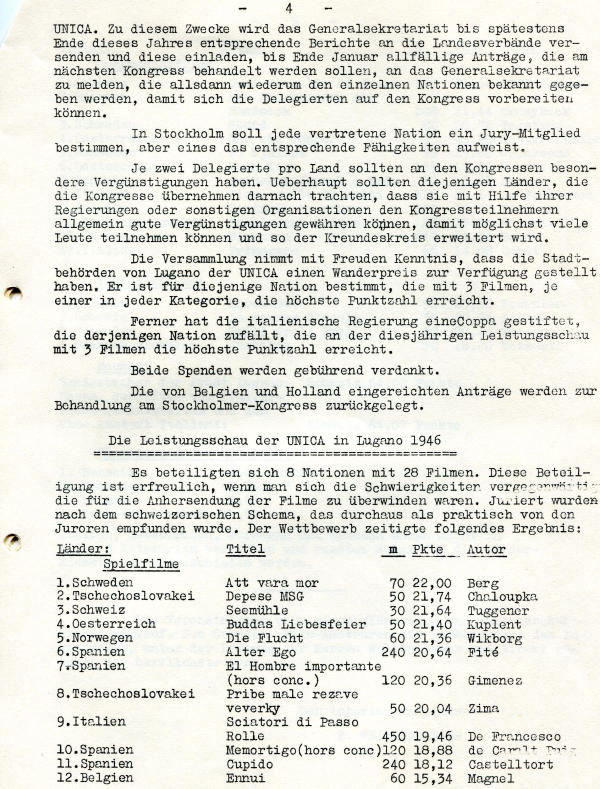 - 4 -
UNICA. Zu diesem Zwecke wird das Generalsekretariat bis spätestens
Ende dieses Jahres entsprechende Berichte an die Landesverbände ver-
senden und diese einladen, bis Ende Januar allfällige Anträge, die am
nächsten Kongress behandelt werden sollen, an das Generalsekretariat
zu melden, die allsdann wiederum den einzelnen Nationen bekannt gege-
ben werden, damit sich die Delegierten auf den Kongress vorbereiten
können.
In Stockholm soll jede vertretene Nation ein Jury-Mitglied
bestimmen, aber eines das entsprechende Fähigkeiten aufweist.
Je zwei Delegierte pro Land sollten an den Kongressen beson-
dere Vergünstigungen haben. Ueberhaupt sollten diejenigen Länder, die
die Kongresse übernehmen darnach trachten, dass sie mit Hilfe ihrer
Regierungen oder sonstigen Organisationen den Kongressteilnehmern
allgemein gute Vergünstigungen gewähren können, damit möglichst viele
Leute teilnehmen können und so der Kreundeskreis erweitert wird.
Die Versammlung nimmt mit Freuden Kenntnis, dass die Stadt-
behörden von Lugano der UNICA einen Wanderpreis zur Verfügung gestellt
haben. Er ist für diejenige Nation bestimmt, die mit 3 Filmen, je
einer in jeder Kategorie, die höchste Punktzahl erreicht.
Ferner hat die italienische Regierung eineCoppa gestiftet,
die derjenigen Nation zufällt, die an der diesjährigen Leistungsschau
mit 3 Filmen die höchste Punktzahl erreicht.
Beide Spenden werden gebührend verdankt.
Die von Belgien und Holland eingereichten Anträge werden zur
Behandlung am Stockholmer-Kongress zurückgelegt.
Die Leistungsschau der UNICA in Lugano 1946
===========================================
Es beteiligten sich 8 Nationen mit 28 Filmen. Diese Beteil-
igung ist erfreulich, wenn man sich die Schwierigkeiten vergegenwärtigt
die für die Anhersendung der Filme zu überwinden waren. Juriert wurden
nach dem schweizerischen Schema, das durchaus als praktisch von den
Juroren empfunden wurde. Der Wettbewerb zeitigte folgendes Ergebnis:
Länder: Titel m Pkte Autor
Spielfilme
1.Schweden Att vara mor 70 22,00 Berg
2.Tschechoslovakei Depese MSG 50 21,74 Chaloupka
3.Schweiz Seemühle 30 21,64 Tuggener
4.Oesterreich Buddas Liebesfeier 50 21,40 Kuplent
5.Norwegen Die Flucht 60 21,36 Wikborg
6.Spanien Alter Ego 240 20,64 Fité
7.Spanien El Hombre importante
(hors conc.) 120 20,36 Gimenez
8.Tschechoslovakei Pribe male rezave
veverky 50 20,04 Zima
9.Italien Sciatori di Passo
Rolle 450 19,46 De Francesco
10.Spanien Memortigo(hors conc)120 18,88 de Caralt Puig
11.Spanien Cupido 240 18,12 Castelltort
12.Belgien Ennui 60 15,34 Magnel